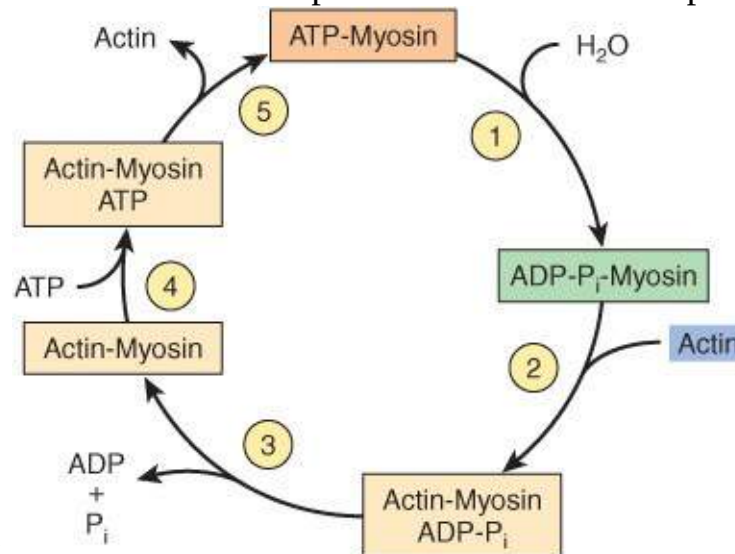 ATP-Myosin
Actin
H₂O
5
1
Actin-Myosin
ATP
ADP-Pᵢ-Myosin
ATP
4
Actin-Myosin
Actin
2
3
ADP
+
Pᵢ
Actin-Myosin
ADP-Pᵢ